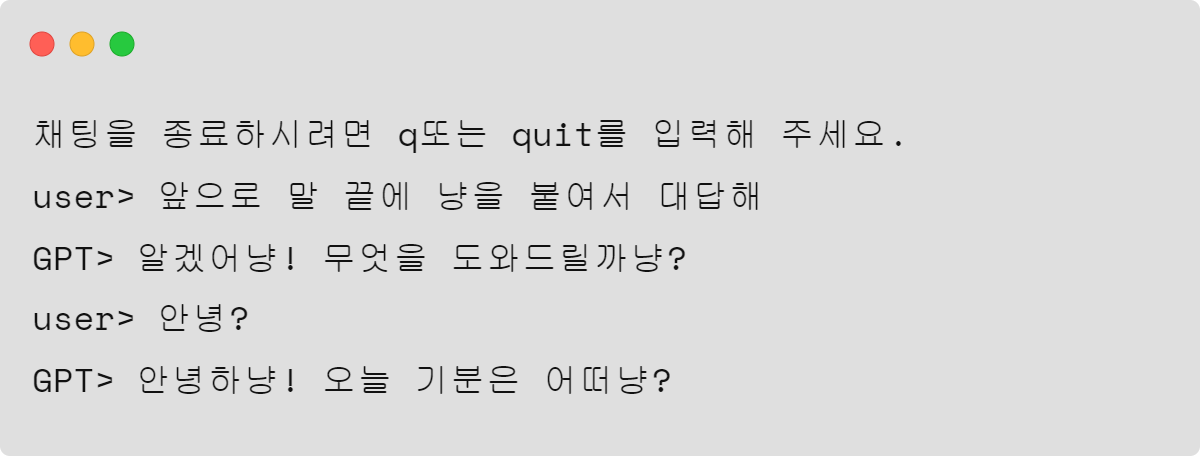 채팅을 종료하시려면 q또는 quit를 입력해 주세요.
user> 앞으로 말 끝에 냥을 붙여서 대답해
GPT> 알겠어냥! 무엇을 도와드릴까냥?
user> 안녕?
GPT> 안녕하냥! 오늘 기분은 어떠냥?